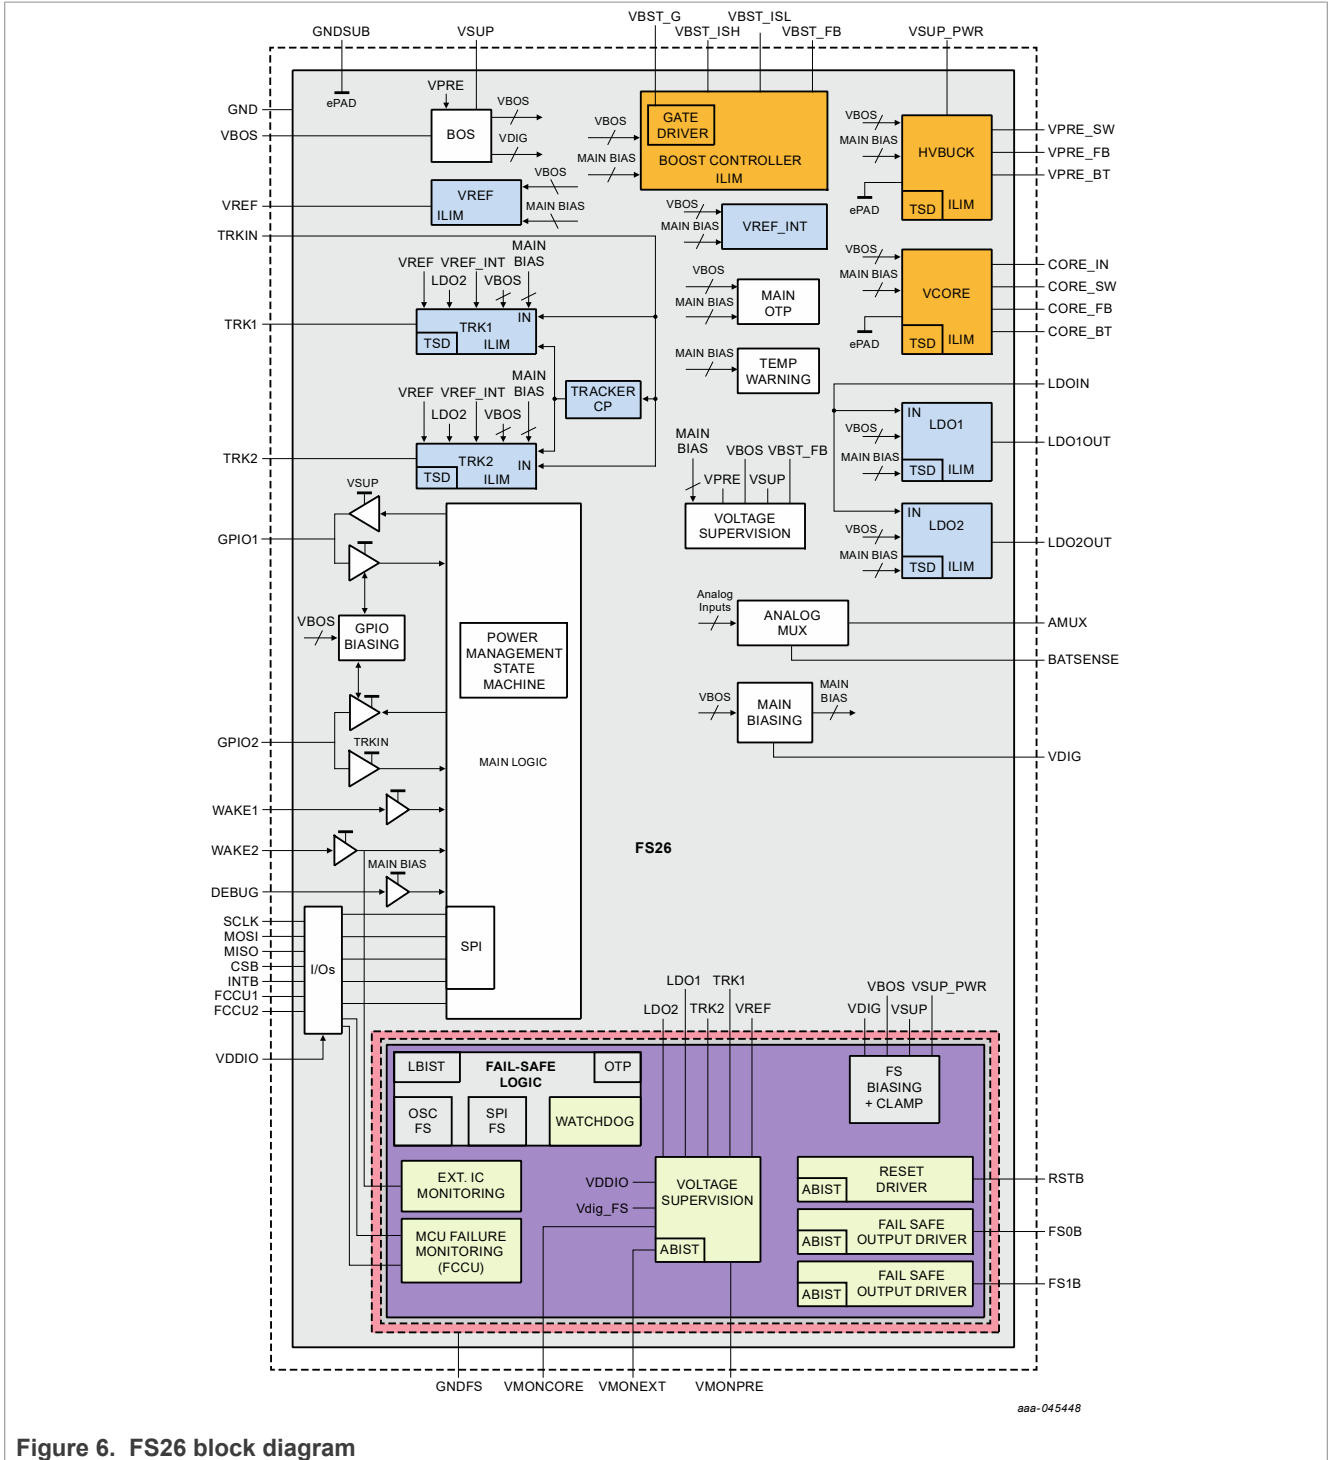 VBST_G
VBST_ISL
GNDSUB
VSUP
VBST_ISH
VBST_FB
VSUP_PWR
GND
VBOS
VREF
TRKIN
TRK1
TRK2
GPIO1
GPIO2
WAKE1
WAKE2
DEBUG
SCLK
MOSI
MISO
CSB
INTB
FCCU1
FCCU2
VDDIO
ePAD
VPRE
BOS
VBOS
VDIG
VREF
ILIM
VBOS
MAIN BIAS
VBOS
MAIN BIAS
GATE
DRIVER
BOOST CONTROLLER
ILIM
VBOS
MAIN BIAS
HVBUCK
TSD
ILIM
ePAD
VPRE_SW
VPRE_FB
VPRE_BT
VBOS
MAIN BIAS
VREF_INT
VREF
VREF_INT
MAIN
BIAS
LDO2
VBOS
IN
TRK1
TSD
ILIM
VBOS
MAIN BIAS
MAIN
OTP
VBOS
MAIN BIAS
VCORE
TSD
ILIM
ePAD
CORE_IN
CORE_SW
CORE_FB
CORE_BT
MAIN BIAS
TEMP
WARNING
TRACKER
CP
VREF
VREF_INT
MAIN
BIAS
LDO2
VBOS
TRK2
IN
TSD
ILIM
LDOIN
IN
LDO1
VBOS
MAIN BIAS
TSD
ILIM
LDO1OUT
MAIN
BIAS
VBOS
VBST_FB
VPRE
VSUP
VOLTAGE
SUPERVISION
IN
LDO2
VBOS
MAIN BIAS
TSD
ILIM
LDO2OUT
VSUP
VBOS
GPIO
BIASING
TRKIN
MAIN BIAS
POWER
MANAGEMENT
STATE
MACHINE
MAIN LOGIC
SPI
I/Os
Analog
Inputs
ANALOG
MUX
AMUX
BATSENSE
VBOS
MAIN
BIASING
MAIN
BIAS
VDIG
FS26
LDO1
TRK1
LDO2
TRK2
VREF
VBOS
VSUP_PWR
VDIG
VSUP
LBIST
FAIL-SAFE
LOGIC
OTP
OSC
FS
SPI
FS
WATCHDOG
FS
BIASING
+ CLAMP
EXT. IC
MONITORING
MCU FAILURE
MONITORING
(FCCU)
VDDIO
Vdig_FS
VOLTAGE
SUPERVISION
ABIST
RESET
DRIVER
ABIST
FAIL SAFE
OUTPUT DRIVER
ABIST
FAIL SAFE
OUTPUT DRIVER
ABIST
RSTB
FS0B
FS1B
GNDFS
VMONCORE
VMONEXT
VMONPRE
aaa-045448
Figure 6. FS26 block diagram